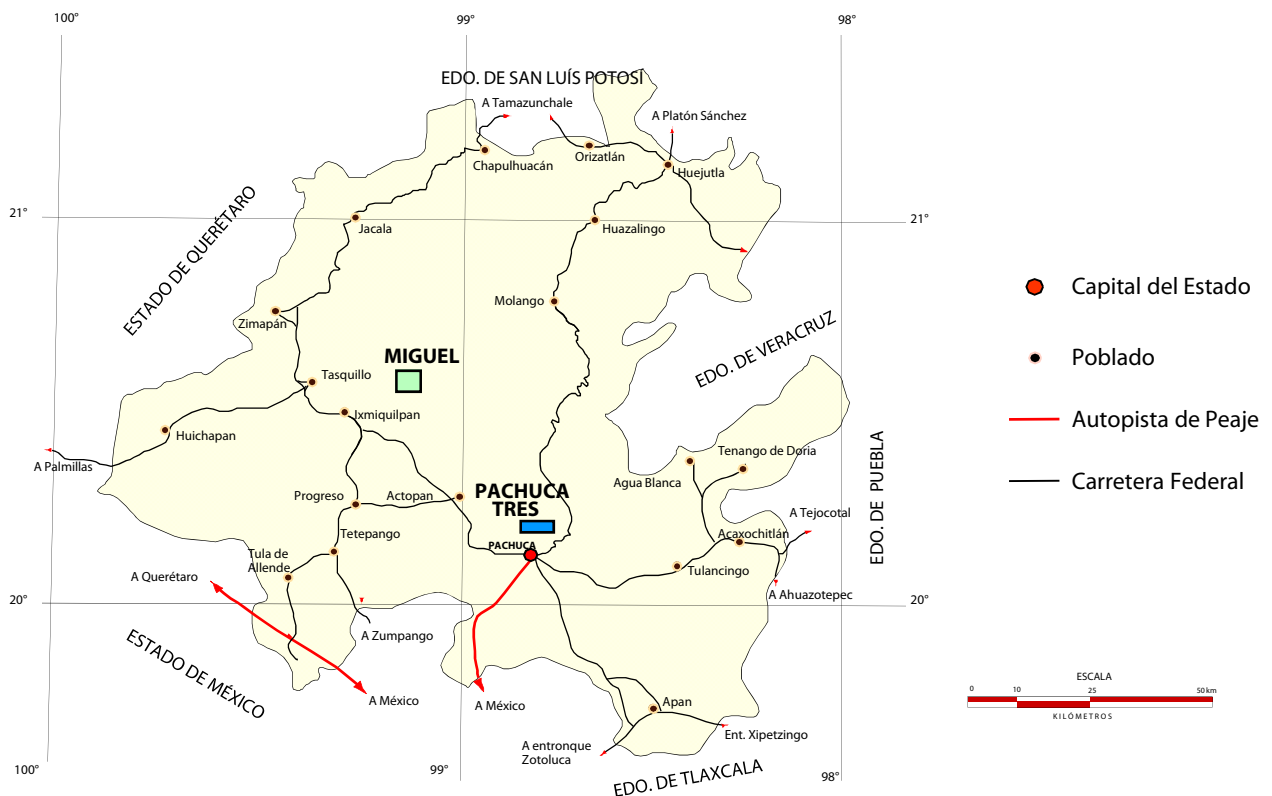 100°
99°
98°
EDO. DE SAN LUÍS POTOSÍ
A Tamazunchale
A Platón Sánchez
Orizatlán
Chapulhuacán
Huejutla
21°
21°
ESTADO DE QUERÉTARO
Jacala
Huazalingo
Capital del Estado
Molango
Zimapán
EDO. DE VERACRUZ
Poblado
MIGUEL
Tasquillo
Ixmiquilpan
Autopista de Peaje
Huichapan
Tenango de Doria
A Palmillas
Agua Blanca
EDO. DE PUEBLA
Carretera Federal
PACHUCA
TRES
Progreso
Actopan
A Tejocotal
Tetepango
Acaxochitlán
PACHUCA
Tula de
Allende
Tulancingo
A Querétaro
A Ahuazotepec
20°
20°
A Zumpango
ESTADO DE MÉXICO
ESCALA
0
10
25
50 km
KILÓMETROS
A México
A México
Apan
Ent. Xipetzingo
A entronque
Zotoluca
EDO. DE TLAXCALA
100°
99°
98°